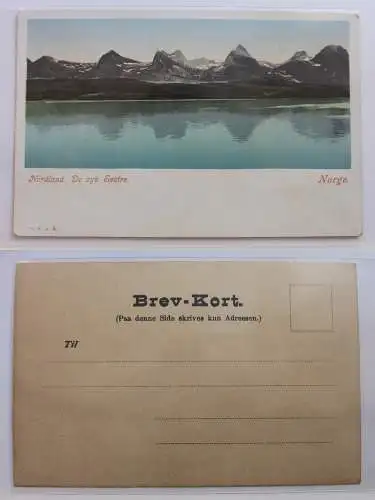 Nordland. De syv Søstre. Norge.
Brev-Kort.
(Paa denne Side skrives kun Adressen.)
Til